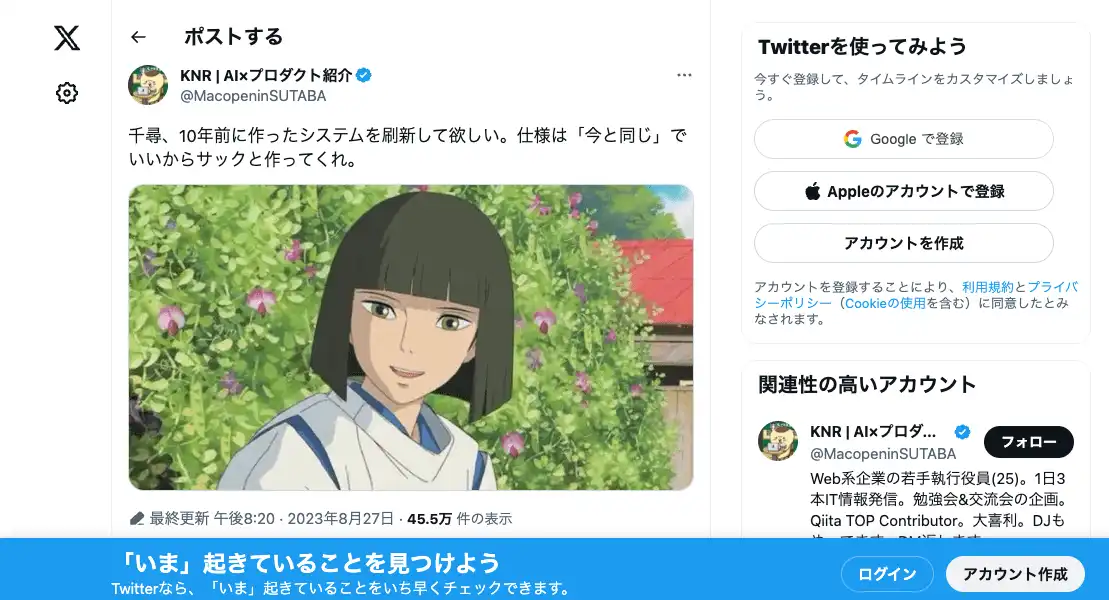 ポストする
KNR | AI×プロダクト紹介
@MacopeninSUTABA
千尋、10年前に作ったシステムを刷新して欲しい。仕様は「今と同じ」で
いいからサックと作ってくれ。
最終更新 午後8:20 · 2023年8月27日 · 45.5万 件の表示
Twitterを使ってみよう
今すぐ登録して、タイムラインをカスタマイズしましょ
う。
Google で登録
Appleのアカウントで登録
アカウントを作成
アカウントを登録することにより、利用規約とプライバ
シーポリシー（Cookieの使用を含む）に同意したとみ
なされます。
関連性の高いアカウント
KNR | AI×プロダ...
@MacopeninSUTABA
フォロー
Web系企業の若手執行役員(25)。1日3
本IT情報発信。勉強会&交流会の企画。
Qiita TOP Contributor。大喜利。DJも
「いま」起きていることを見つけよう
Twitterなら、「いま」起きていることをいち早くチェックできます。
ログイン
アカウント作成